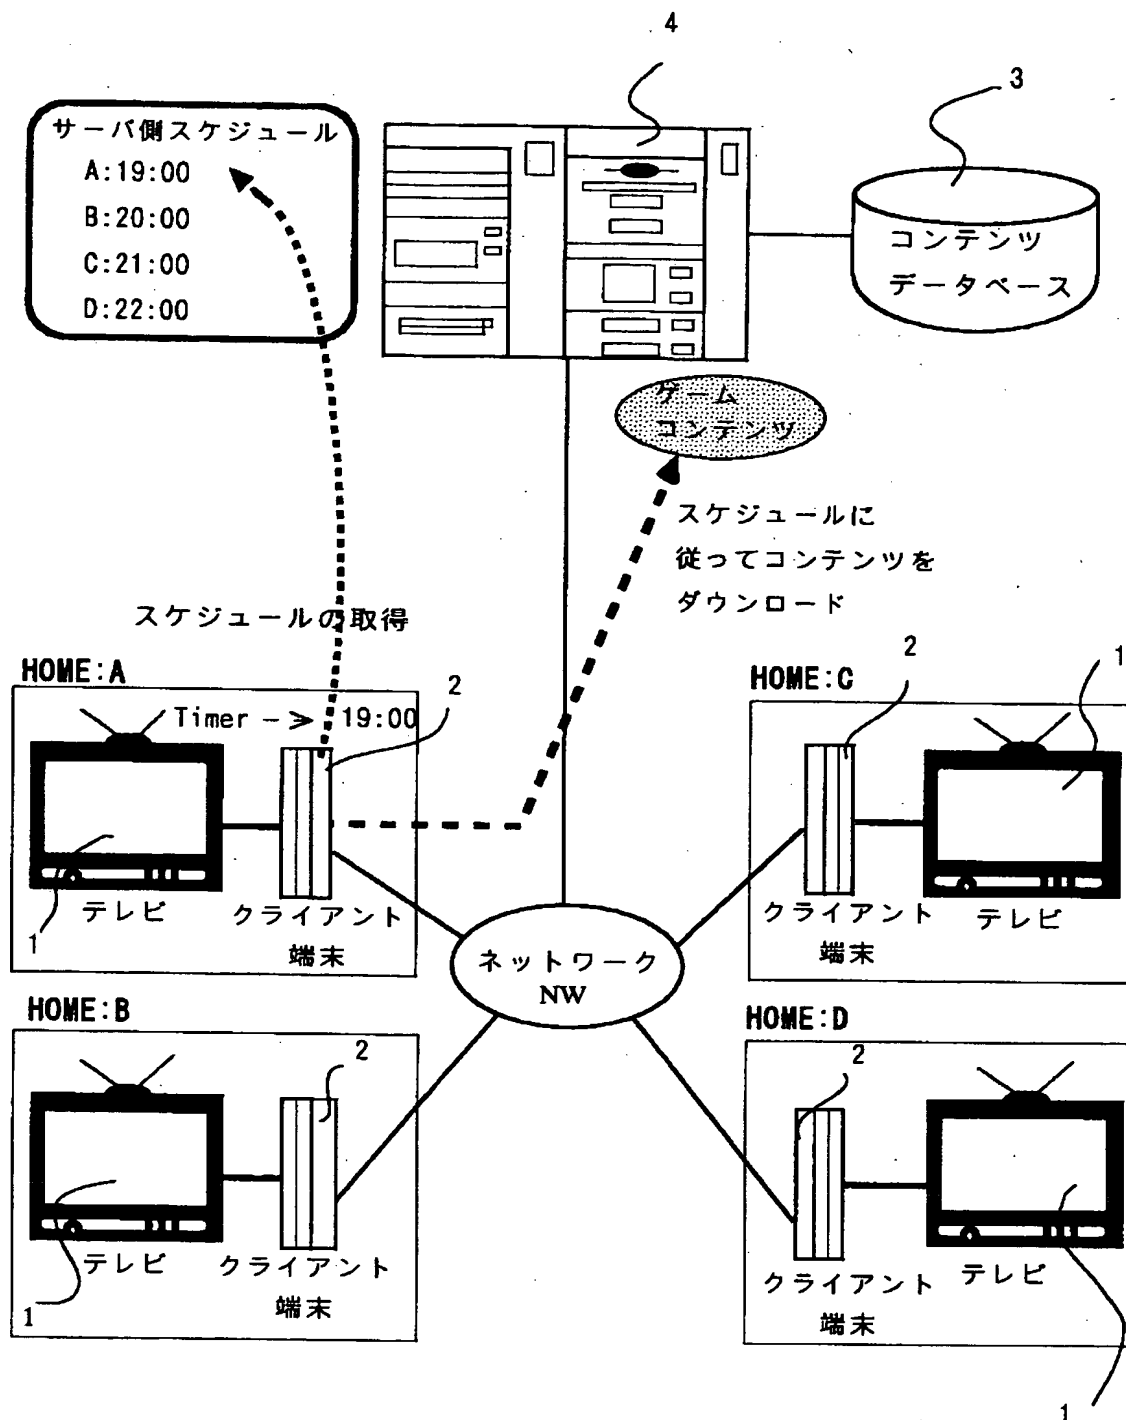 4
3
サーバ側スケジュール
A:19:00
B:20:00
C:21:00
D:22:00
コンテンツ
データベース
ゲーム
コンテンツ
スケジュールに
従ってコンテンツを
ダウンロード
スケジュールの取得
HOME:A
2
Timer -> 19:00
1
テレビ
クライアント
端末
HOME:C
2
1
クライアント
端末
テレビ
ネットワーク
NW
HOME:B
2
1
テレビ
クライアント
端末
HOME:D
2
クライアント
端末
テレビ
1